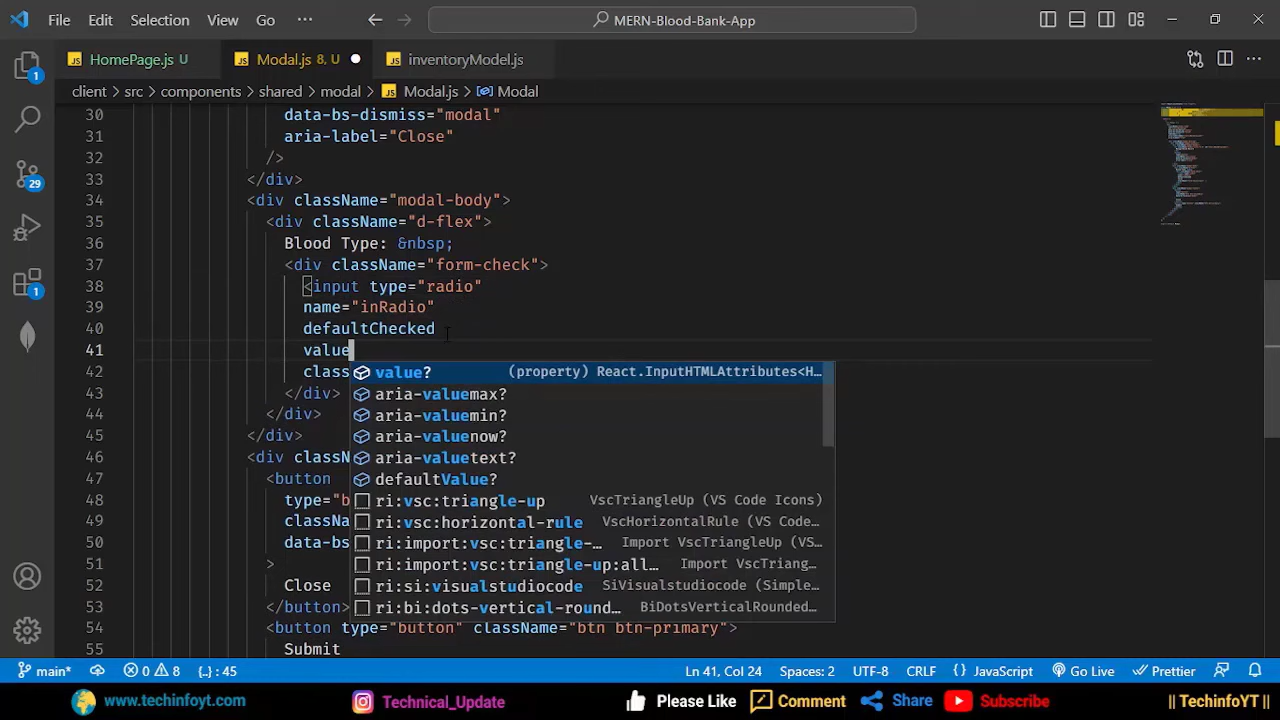 File Edit Selection View Go ··· MERN-Blood-Bank-App
HomePage.js U Modal.js 8, U inventoryModel.js
client > src > components > shared > modal > Modal.js > Modal
30 data-bs-dismiss="modal"
31 aria-label="Close"
32 />
33 </div>
34 <div className="modal-body">
35 <div className="d-flex">
36 Blood Type: &nbsp;
37 <div className="form-check">
38 <input type="radio"
39 name="inRadio"
40 defaultChecked
41 value
42 class
43 </div>
44 </div>
45 </div>
46 <div classN
47 <button
48 type="b
49 classNa
50 data-bs
51 >
52 Close
53 </button>
54 <button type="button" className="btn btn-primary">
55 Submit
value? (property) React.InputHTMLAttributes<H...
aria-valuemax?
aria-valuemin?
aria-valuenow?
aria-valuetext?
defaultValue?
ri:vsc:triangle-up VscTriangleUp (VS Code Icons)
ri:vsc:horizontal-rule VscHorizontalRule (VS Code…
ri:import:vsc:triangle-… Import VscTriangleUp (VS…
ri:import:vsc:triangle-up:all… Import VscTriang…
ri:si:visualstudiocode SiVisualstudiocode (Simple…
ri:bi:dots-vertical-round… BiDotsVerticalRounded…
1
29
1
main* 0 8 {..} : 45 Ln 41, Col 24 Spaces: 2 UTF-8 CRLF {} JavaScript Go Live Prettier
www.techinfoyt.com Technical_Update Please Like Comment Share Subscribe || TechinfoYT ||